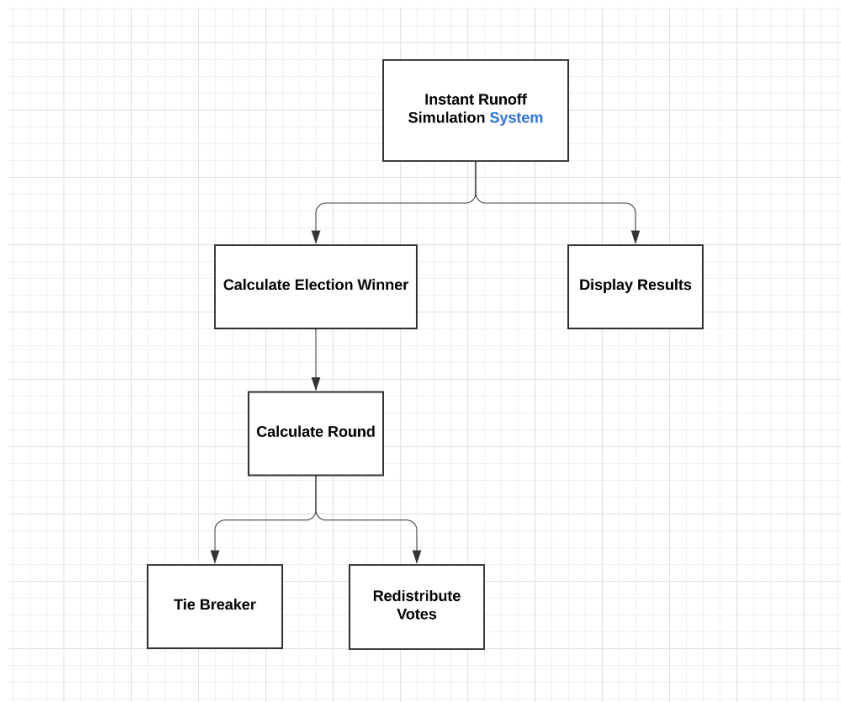 Instant Runoff
Simulation System
Calculate Election Winner
Display Results
Calculate Round
Tie Breaker
Redistribute
Votes